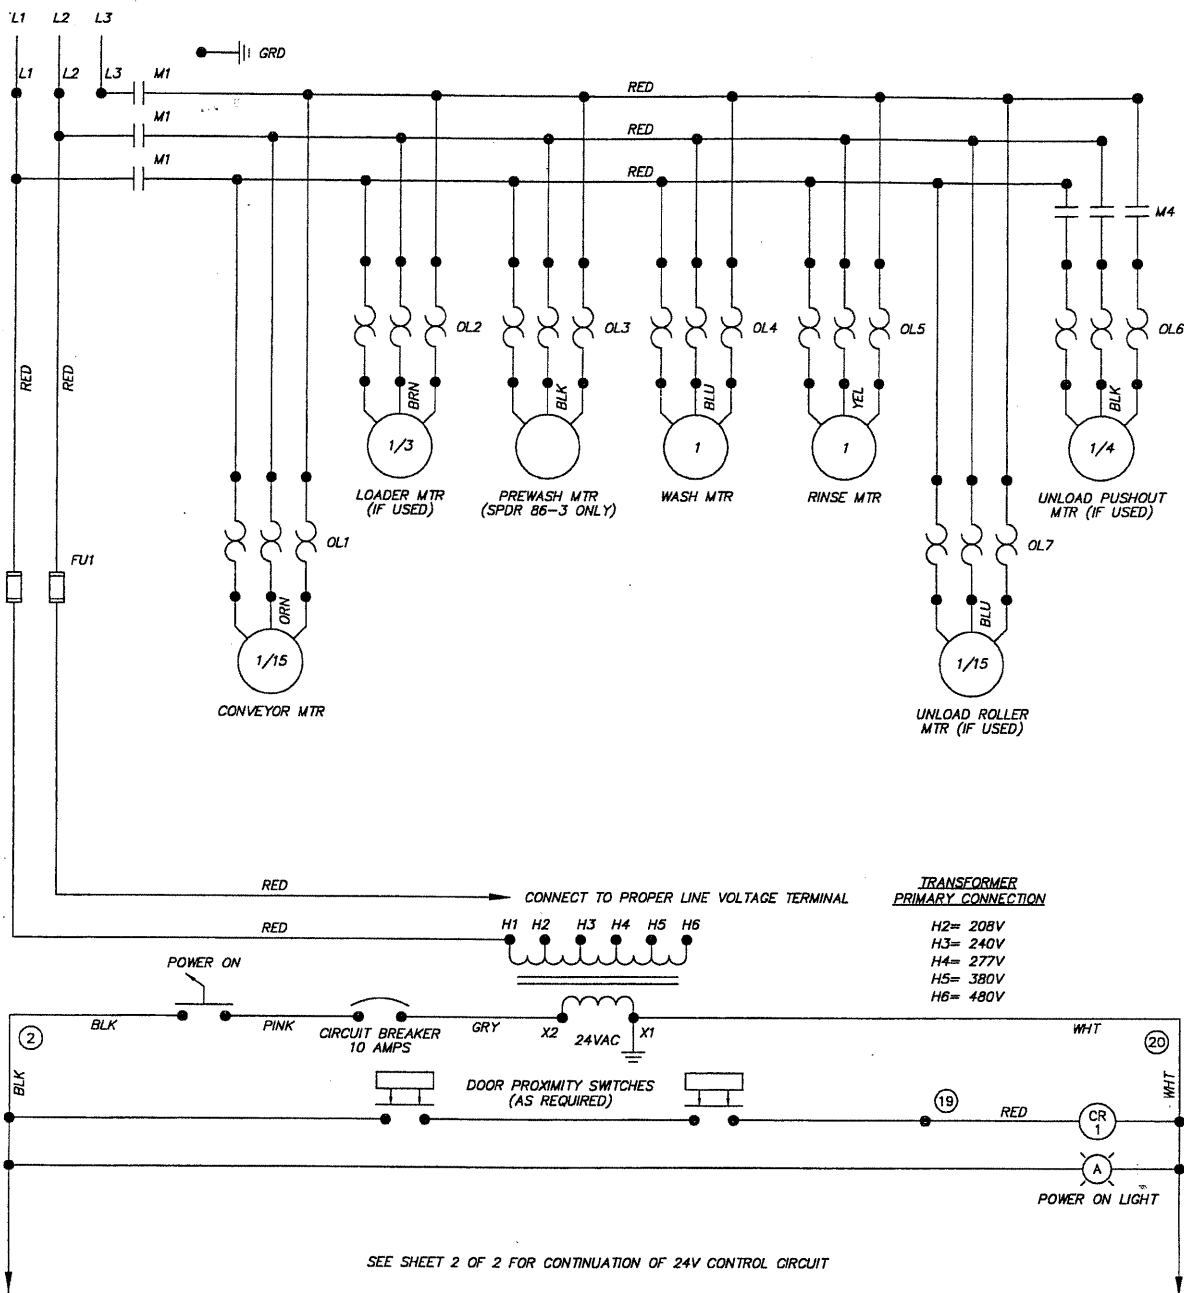 L1 L2 L3
GRD
L1 L2 L3 M1
RED
M1
RED
M1
RED
M4
OL2 OL3 OL4 OL5 OL6
RED RED
BRN BLK BLU YEL BLK
1/3 1 1 1/4
LOADER MTR
(IF USED)
PREWASH MTR
(SPDR 86-3 ONLY)
WASH MTR
RINSE MTR
UNLOAD PUSHOUT
MTR (IF USED)
OL1 OL7
FU1
ORN BLU
1/15 1/15
CONVEYOR MTR
UNLOAD ROLLER
MTR (IF USED)
RED
CONNECT TO PROPER LINE VOLTAGE TERMINAL
TRANSFORMER
PRIMARY CONNECTION
H2= 208V
H3= 240V
H4= 277V
H5= 380V
H6= 480V
RED
H1 H2 H3 H4 H5 H6
POWER ON
2 BLK PINK
CIRCUIT BREAKER
10 AMPS
GRY X2 24VAC X1 WHT 20
BLK WHT
DOOR PROXIMITY SWITCHES
(AS REQUIRED)
19 RED
CR
1
A
POWER ON LIGHT
SEE SHEET 2 OF 2 FOR CONTINUATION OF 24V CONTROL CIRCUIT